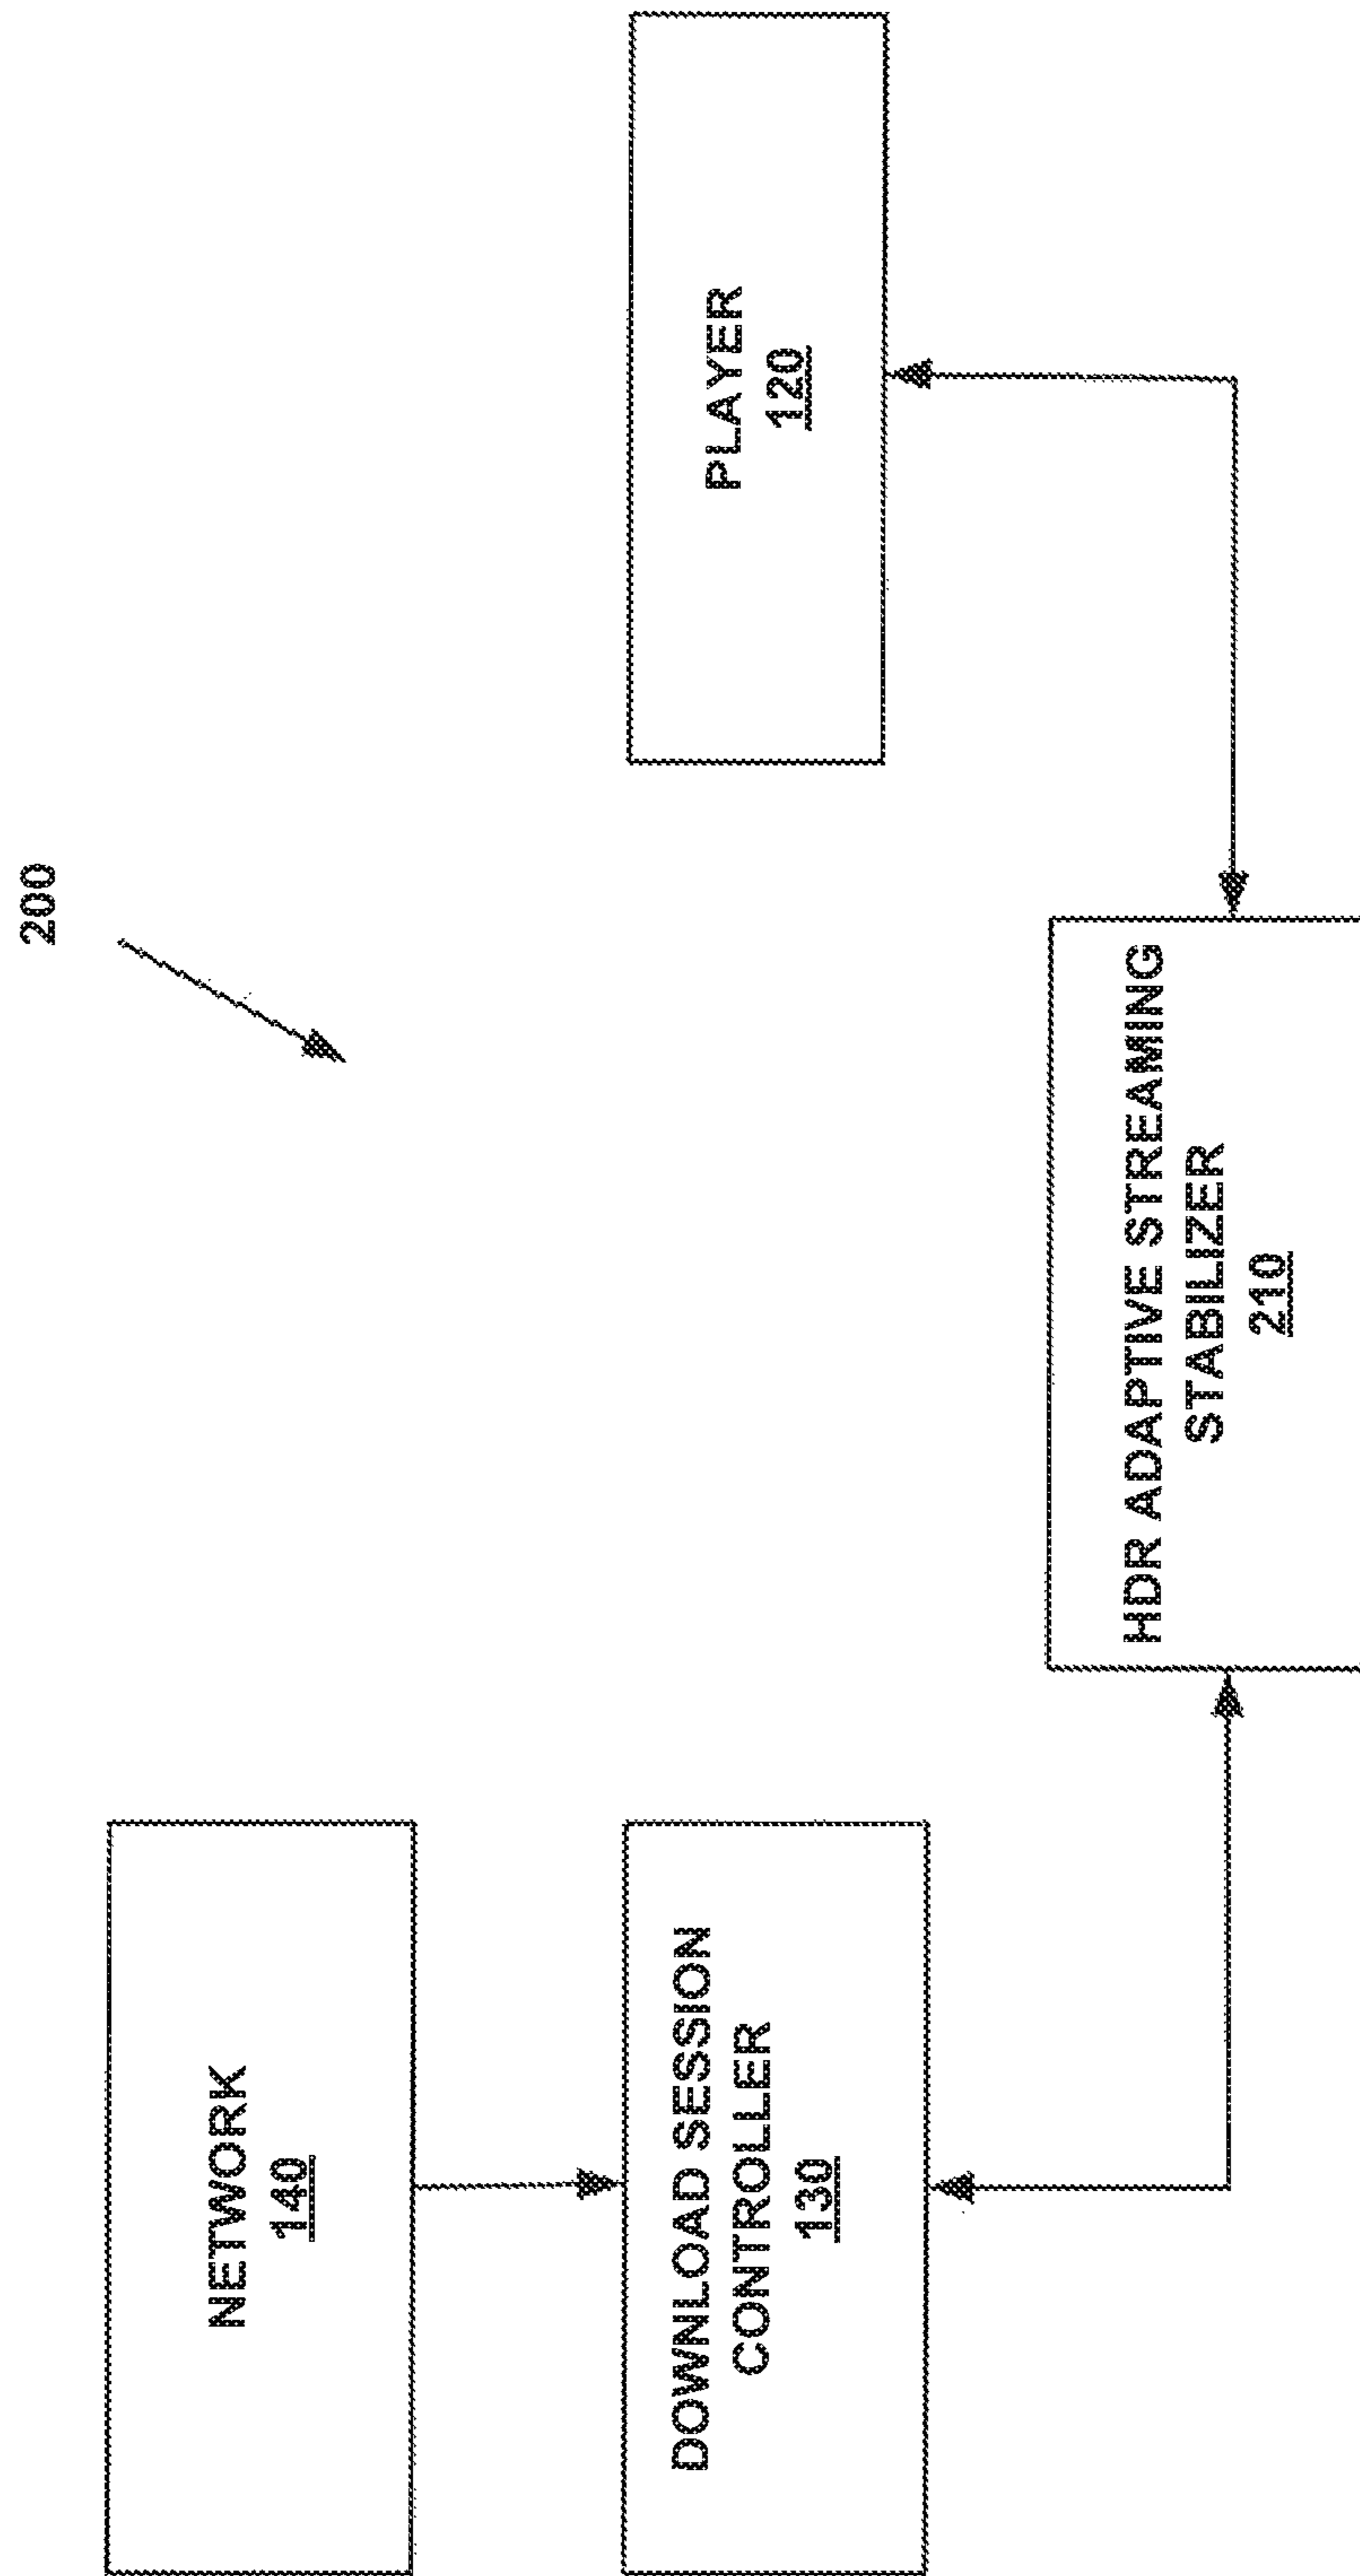 200
NETWORK
140
DOWNLOAD SESSION
CONTROLLER
130
PLAYER
120
HDR ADAPTIVE STREAMING
STABILIZER
210